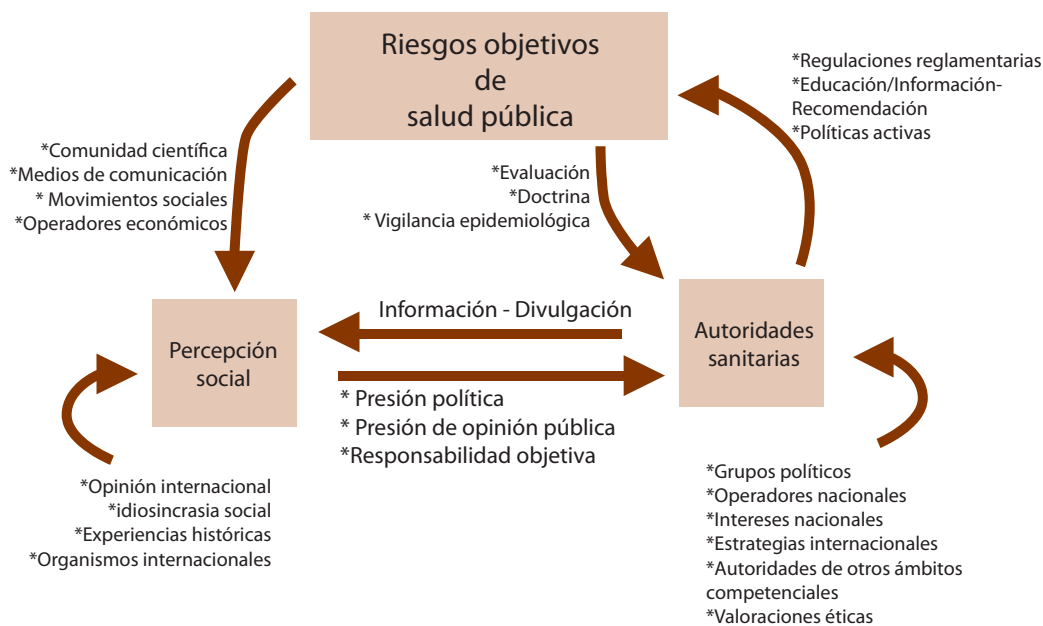 Riesgos objetivos
de
salud pública
*Regulaciones reglamentarias
*Educación/Información-
Recomendación
*Políticas activas
*Comunidad científica
*Medios de comunicación
* Movimientos sociales
*Operadores económicos
*Evaluación
*Doctrina
* Vigilancia epidemiológica
Información - Divulgación
Percepción
social
Autoridades
sanitarias
* Presión política
* Presión de opinión pública
*Responsabilidad objetiva
*Opinión internacional
*idiosincrasia social
*Experiencias históricas
*Organismos internacionales
*Grupos políticos
*Operadores nacionales
*Intereses nacionales
*Estrategias internacionales
*Autoridades de otros ámbitos
competenciales
*Valoraciones éticas